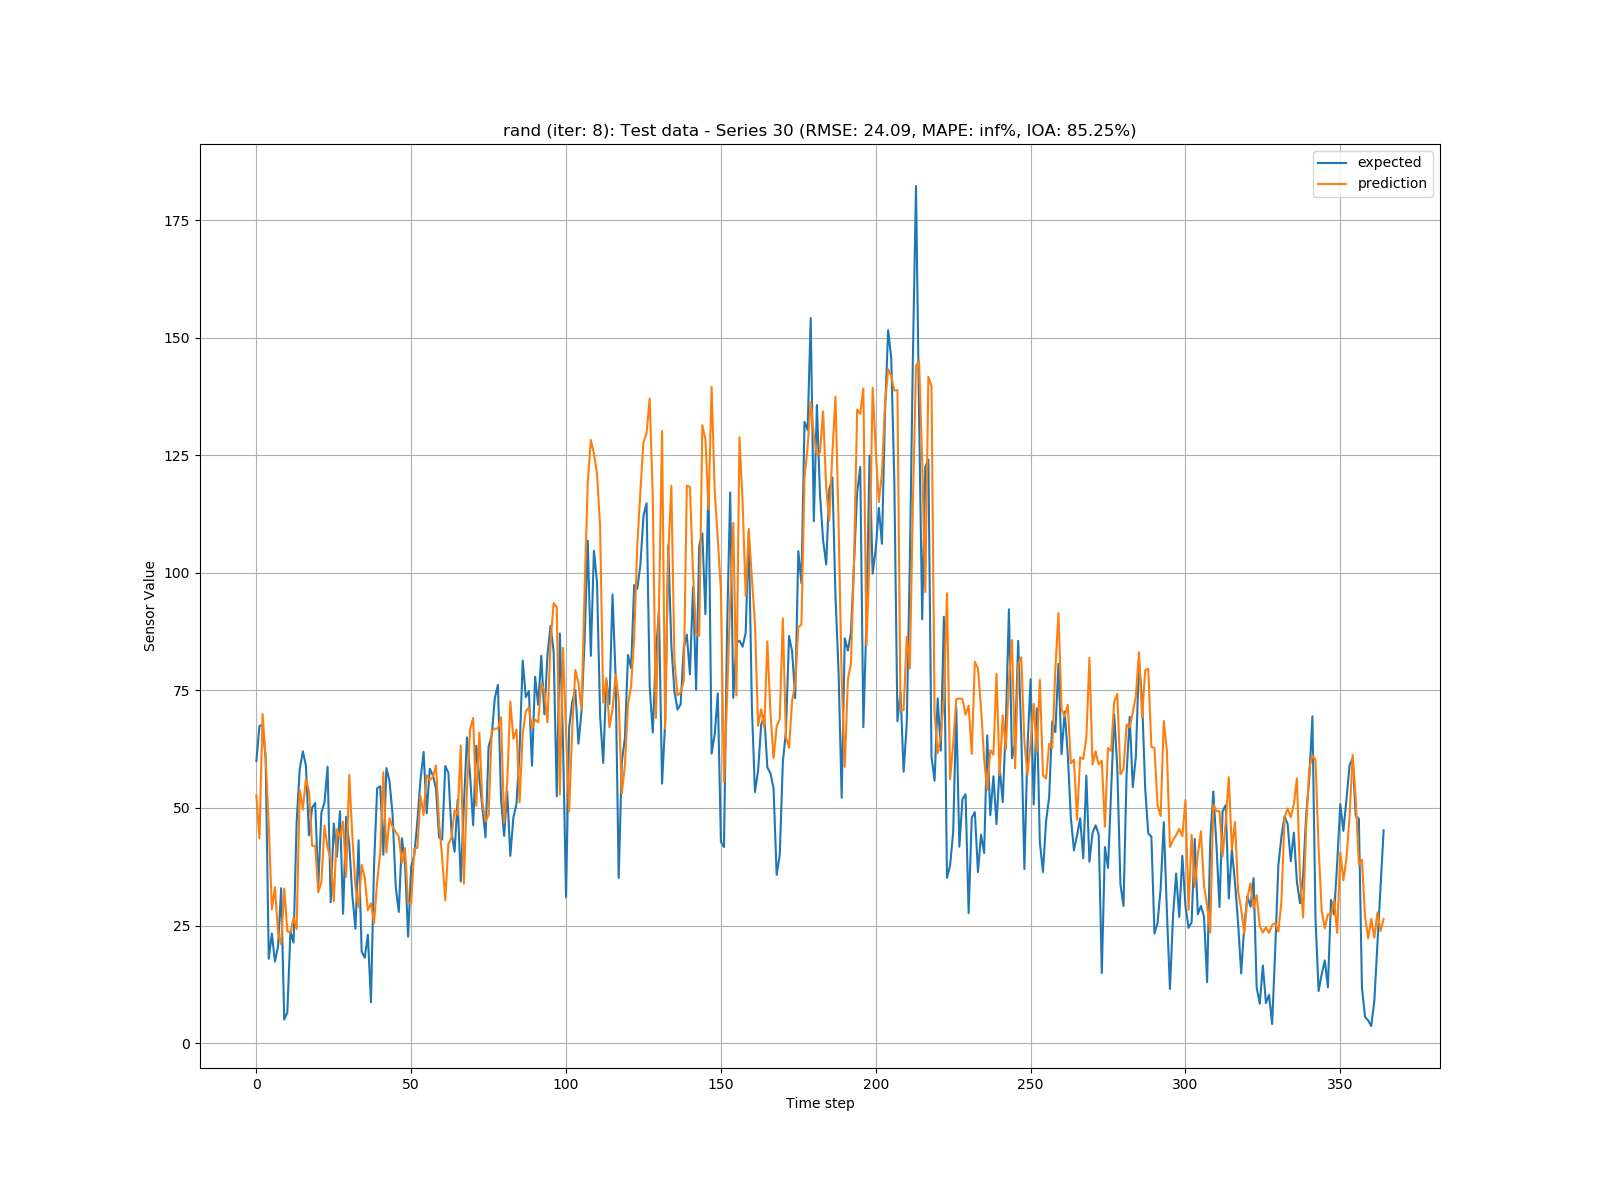 rand (iter: 8): Test data - Series 30 (RMSE: 24.09, MAPE: inf%, IOA: 85.25%)
expected
prediction
175
150
125
100
75
50
25
0
Sensor Value
0 50 100 150 200 250 300 350
Time step